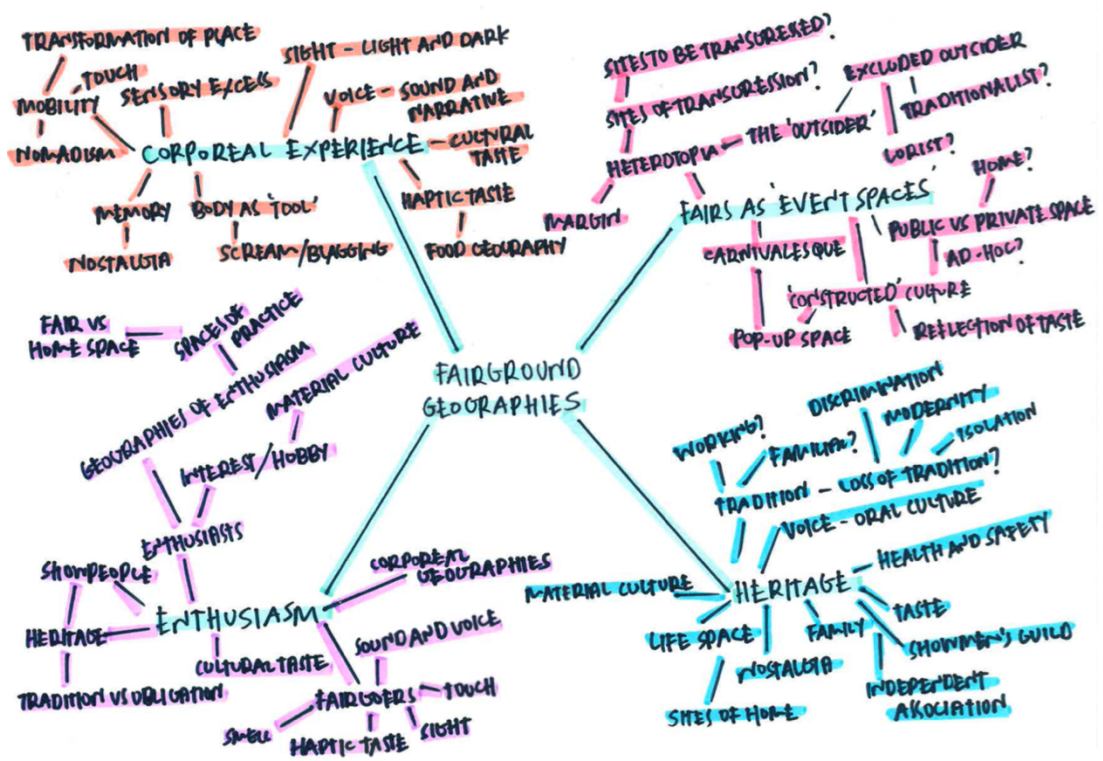 TRANSFORMATION OF PLACE
TOUCH
MOBILITY
NOMADISM
SENSORY EXCESS
SIGHT - LIGHT AND DARK
VOICE - SOUND AND
NARRATIVE
CORPOREAL EXPERIENCE - CULTURAL
TASTE
MEMORY
NOSTALGIA
BODY AS 'TOOL'
SCREAM/BLAGGING
HAPTIC TASTE
FOOD GEOGRAPHY
SITES TO BE TRANSGRESSED?
SITES OF TRANSGRESSION?
HETEROTOPIA - THE 'OUTSIDER'
MARGIN
EXCLUDED OUTSIDER
TRADITIONALIST?
HOME?
FAIRS AS 'EVENT SPACES'
PUBLIC VS PRIVATE SPACE
AD-HOC?
CARNIVALESQUE
'CONSTRUCTED' CULTURE
POP-UP SPACE
REFLECTION OF TASTE
FAIRGROUND
GEOGRAPHIES
FAIR VS
HOME SPACE
SPACES OF
PRACTICE
GEOGRAPHIES OF ENTHUSIASM
MATERIAL CULTURE
INTEREST/HOBBY
ENTHUSIASTS
SHOWPEOPLE
HERITAGE
TRADITION VS OBLIGATION
ENTHUSIASM
CORPOREAL
GEOGRAPHIES
CULTURAL TASTE
SOUND AND VOICE
FAIRGOERS - TOUCH
SMELL
HAPTIC TASTE
SIGHT
DISCRIMINATION
MODERNITY
ISOLATION
WORKING?
FAMILIAL?
TRADITION - LOSS OF TRADITION?
VOICE - ORAL CULTURE
HEALTH AND SAFETY
MATERIAL CULTURE
HERITAGE
TASTE
LIFE SPACE
SITES OF HOME
NOSTALGIA
FAMILY
SHOWMEN'S GUILD
INDEPENDENT
ASSOCIATION